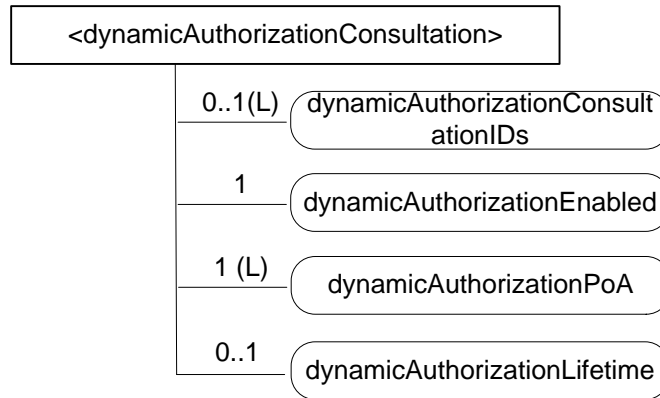 <dynamicAuthorizationConsultation>
0..1(L)
dynamicAuthorizationConsult
ationIDs
1
dynamicAuthorizationEnabled
1 (L)
dynamicAuthorizationPoA
0..1
dynamicAuthorizationLifetime